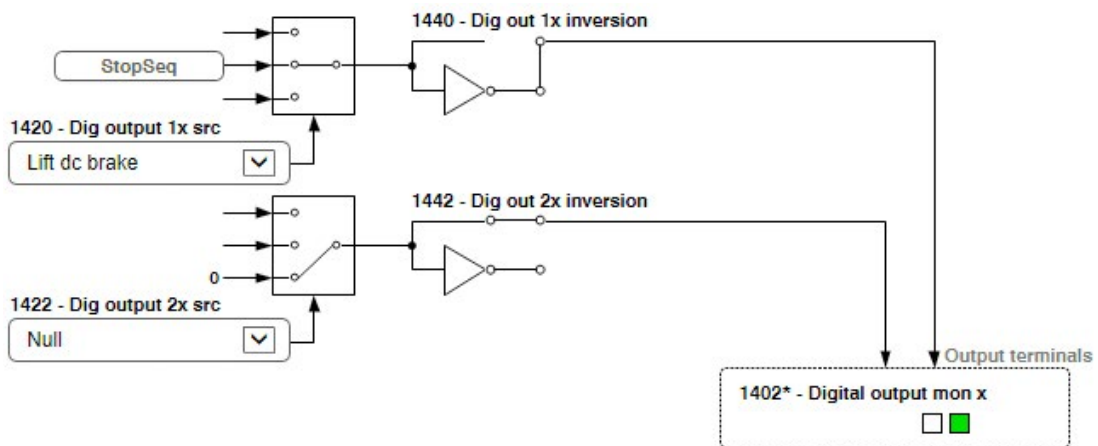 1440 - Dig out 1x inversion
StopSeq
1420 - Dig output 1x src
Lift dc brake
1442 - Dig out 2x inversion
0
1422 - Dig output 2x src
Null
Output terminals
1402* - Digital output mon x